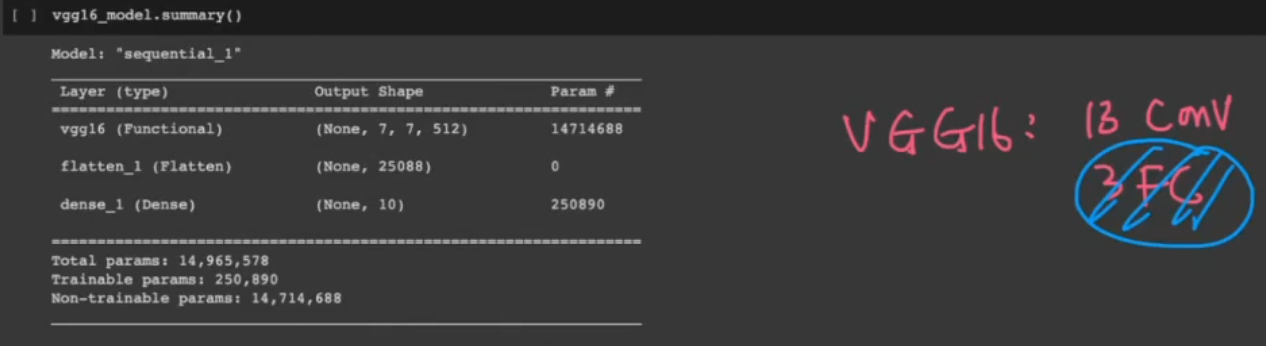 [ ] vgg16_model.summary()
Model: "sequential_1"
Layer (type) Output Shape Param #
vgg16 (Functional) (None, 7, 7, 512) 14714688
flatten_1 (Flatten) (None, 25088) 0
dense_1 (Dense) (None, 10) 250890
Total params: 14,965,578
Trainable params: 250,890
Non-trainable params: 14,714,688
VGG16: 13 Conv
3 FC